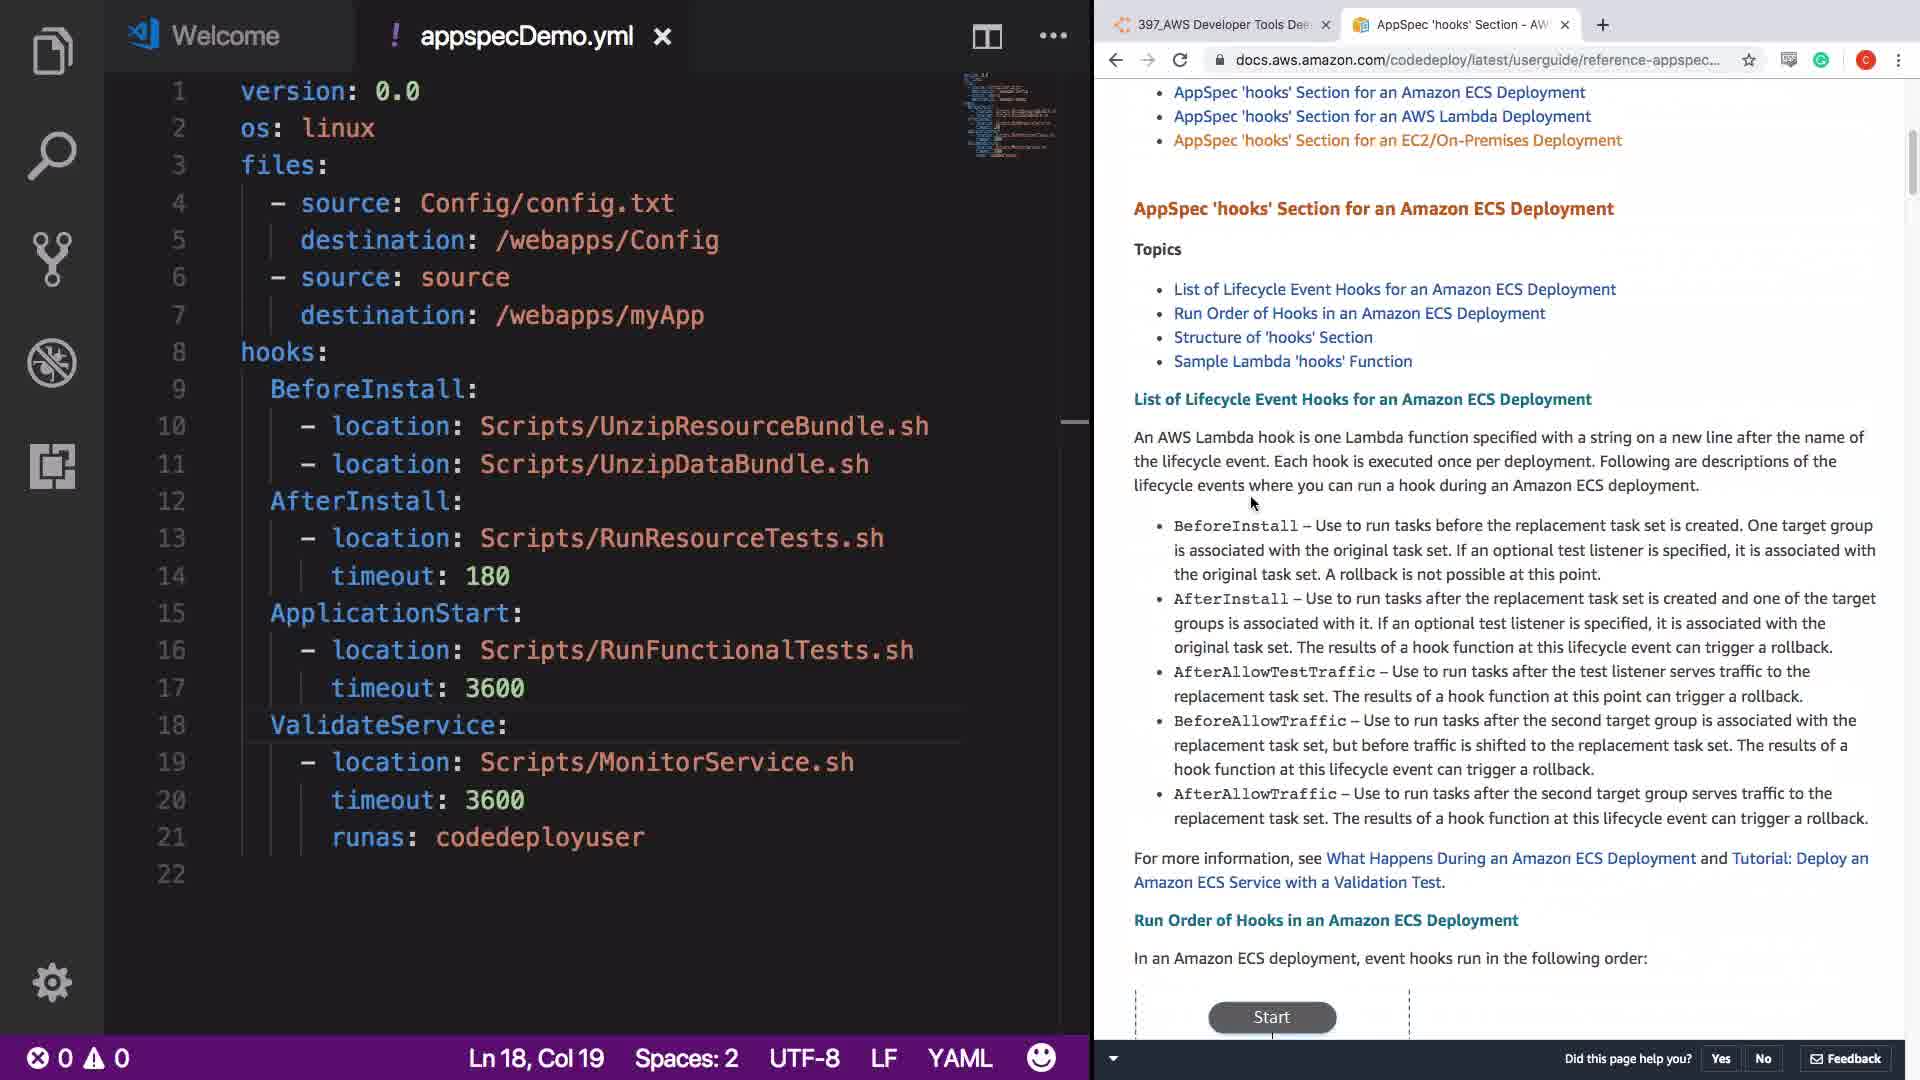 Welcome
! appspecDemo.yml
1 version: 0.0
2 os: linux
3 files:
4 - source: Config/config.txt
5 destination: /webapps/Config
6 - source: source
7 destination: /webapps/myApp
8 hooks:
9 BeforeInstall:
10 - location: Scripts/UnzipResourceBundle.sh
11 - location: Scripts/UnzipDataBundle.sh
12 AfterInstall:
13 - location: Scripts/RunResourceTests.sh
14 timeout: 180
15 ApplicationStart:
16 - location: Scripts/RunFunctionalTests.sh
17 timeout: 3600
18 ValidateService:
19 - location: Scripts/MonitorService.sh
20 timeout: 3600
21 runas: codedeployuser
22
0 0 Ln 18, Col 19 Spaces: 2 UTF-8 LF YAML
397_AWS Developer Tools Dee
AppSpec 'hooks' Section - AW
docs.aws.amazon.com/codedeploy/latest/userguide/reference-appspec...
C
• AppSpec 'hooks' Section for an Amazon ECS Deployment
• AppSpec 'hooks' Section for an AWS Lambda Deployment
• AppSpec 'hooks' Section for an EC2/On-Premises Deployment
AppSpec 'hooks' Section for an Amazon ECS Deployment
Topics
• List of Lifecycle Event Hooks for an Amazon ECS Deployment
• Run Order of Hooks in an Amazon ECS Deployment
• Structure of 'hooks' Section
• Sample Lambda 'hooks' Function
List of Lifecycle Event Hooks for an Amazon ECS Deployment
An AWS Lambda hook is one Lambda function specified with a string on a new line after the name of
the lifecycle event. Each hook is executed once per deployment. Following are descriptions of the
lifecycle events where you can run a hook during an Amazon ECS deployment.
• BeforeInstall – Use to run tasks before the replacement task set is created. One target group
is associated with the original task set. If an optional test listener is specified, it is associated with
the original task set. A rollback is not possible at this point.
• AfterInstall – Use to run tasks after the replacement task set is created and one of the target
groups is associated with it. If an optional test listener is specified, it is associated with the
original task set. The results of a hook function at this lifecycle event can trigger a rollback.
• AfterAllowTestTraffic – Use to run tasks after the test listener serves traffic to the
replacement task set. The results of a hook function at this point can trigger a rollback.
• BeforeAllowTraffic – Use to run tasks after the second target group is associated with the
replacement task set, but before traffic is shifted to the replacement task set. The results of a
hook function at this lifecycle event can trigger a rollback.
• AfterAllowTraffic – Use to run tasks after the second target group serves traffic to the
replacement task set. The results of a hook function at this lifecycle event can trigger a rollback.
For more information, see What Happens During an Amazon ECS Deployment and Tutorial: Deploy an
Amazon ECS Service with a Validation Test.
Run Order of Hooks in an Amazon ECS Deployment
In an Amazon ECS deployment, event hooks run in the following order:
Start
Did this page help you? Yes No Feedback